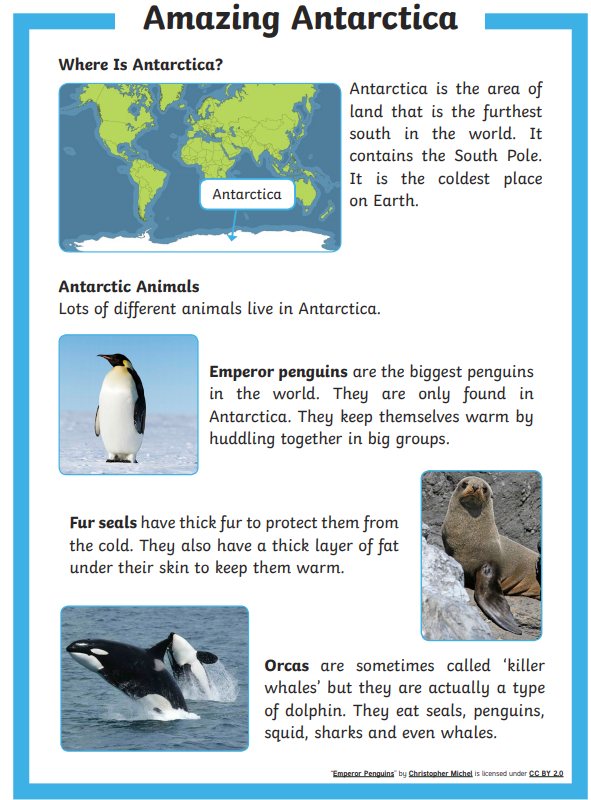 Amazing Antarctica
Where Is Antarctica?
Antarctica
Antarctica is the area of
land that is the furthest
south in the world. It
contains the South Pole.
It is the coldest place
on Earth.
Antarctic Animals
Lots of different animals live in Antarctica.
Emperor penguins are the biggest penguins
in the world. They are only found in
Antarctica. They keep themselves warm by
huddling together in big groups.
Fur seals have thick fur to protect them from
the cold. They also have a thick layer of fat
under their skin to keep them warm.
Orcas are sometimes called ‘killer
whales’ but they are actually a type
of dolphin. They eat seals, penguins,
squid, sharks and even whales.
"Emperor Penguins" by Christopher Michel is licensed under CC BY 2.0